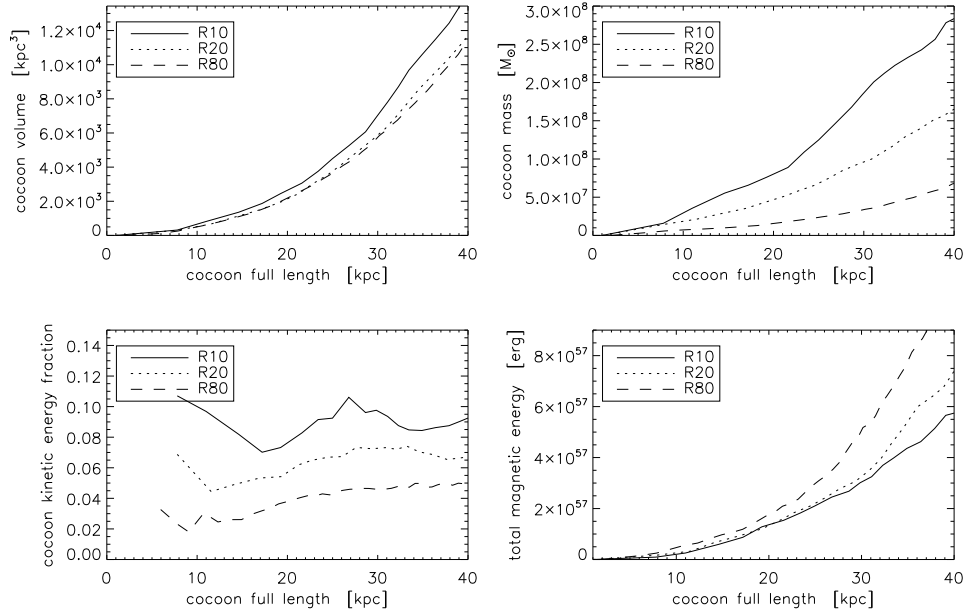 cocoon volume [kpc³]
1.2×10⁴
1.0×10⁴
8.0×10³
6.0×10³
4.0×10³
2.0×10³
0
R10
R20
R80
0 10 20 30 40
cocoon full length [kpc]
cocoon mass [M⊙]
3.0×10⁸
2.5×10⁸
2.0×10⁸
1.5×10⁸
1.0×10⁸
5.0×10⁷
0
R10
R20
R80
0 10 20 30 40
cocoon full length [kpc]
cocoon kinetic energy fraction
0.14
0.12
0.10
0.08
0.06
0.04
0.02
0.00
R10
R20
R80
0 10 20 30 40
cocoon full length [kpc]
total magnetic energy [erg]
8×10⁵⁷
6×10⁵⁷
4×10⁵⁷
2×10⁵⁷
0
R10
R20
R80
10 20 30 40
cocoon full length [kpc]